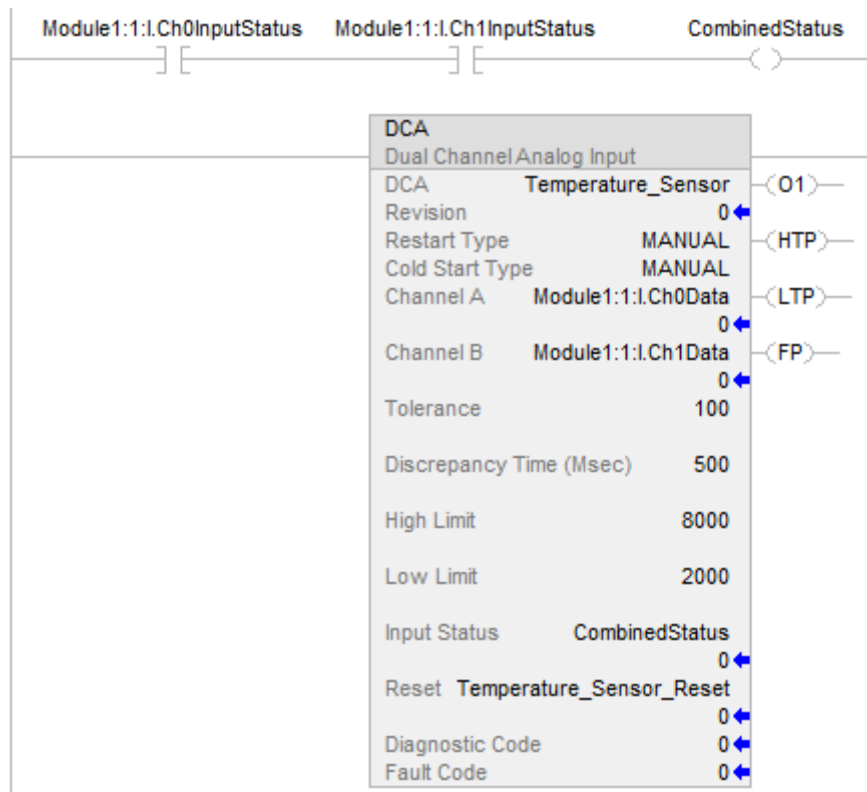 Module1:1:I.Ch0InputStatus Module1:1:I.Ch1InputStatus CombinedStatus
DCA
Dual Channel Analog Input
DCA Temperature_Sensor O1
Revision 0
Restart Type MANUAL HTP
Cold Start Type MANUAL
Channel A Module1:1:I.Ch0Data LTP
0
Channel B Module1:1:I.Ch1Data FP
0
Tolerance 100
Discrepancy Time (Msec) 500
High Limit 8000
Low Limit 2000
Input Status CombinedStatus
0
Reset Temperature_Sensor_Reset
0
Diagnostic Code 0
Fault Code 0